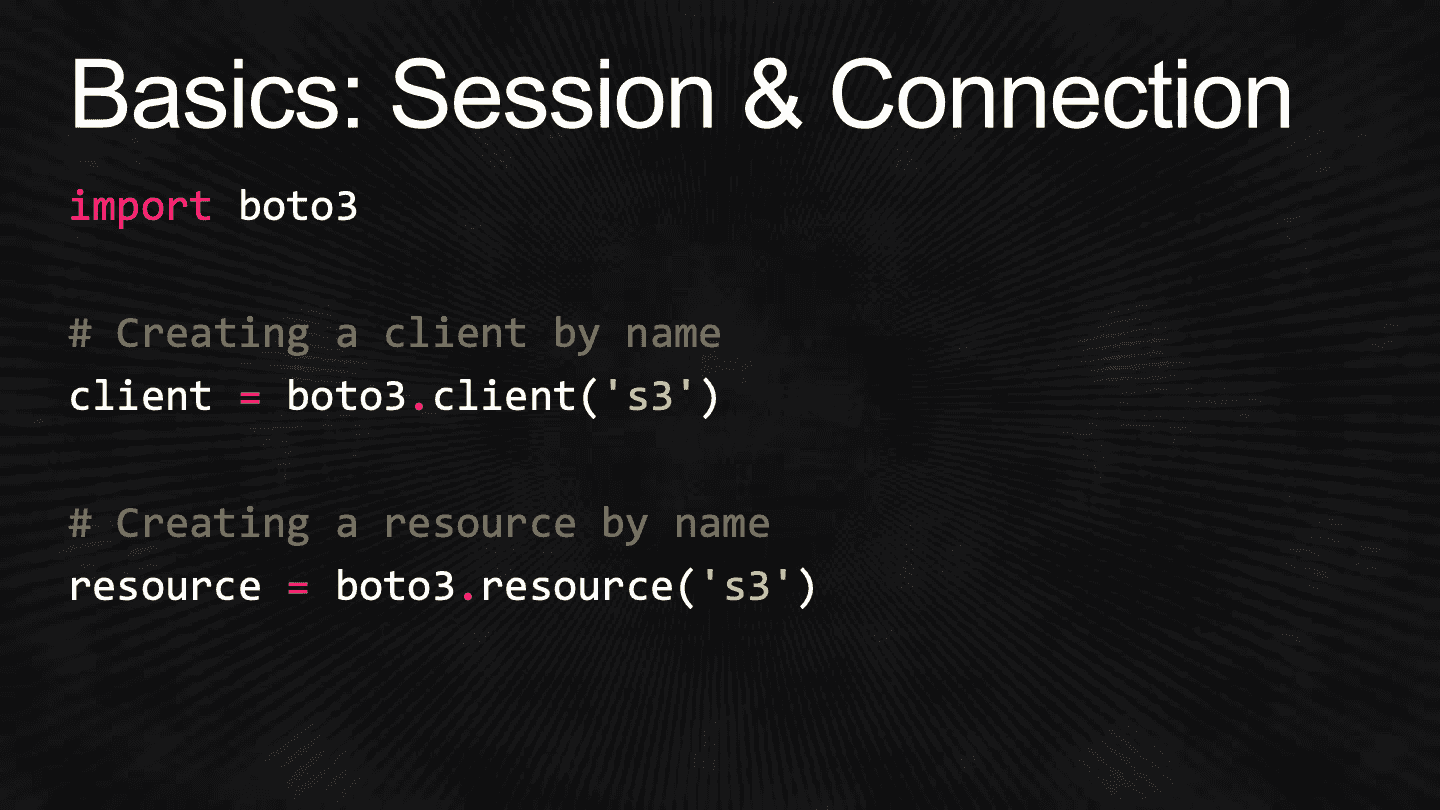 Basics: Session & Connection
import boto3
# Creating a client by name
client = boto3.client('s3')
# Creating a resource by name
resource = boto3.resource('s3')